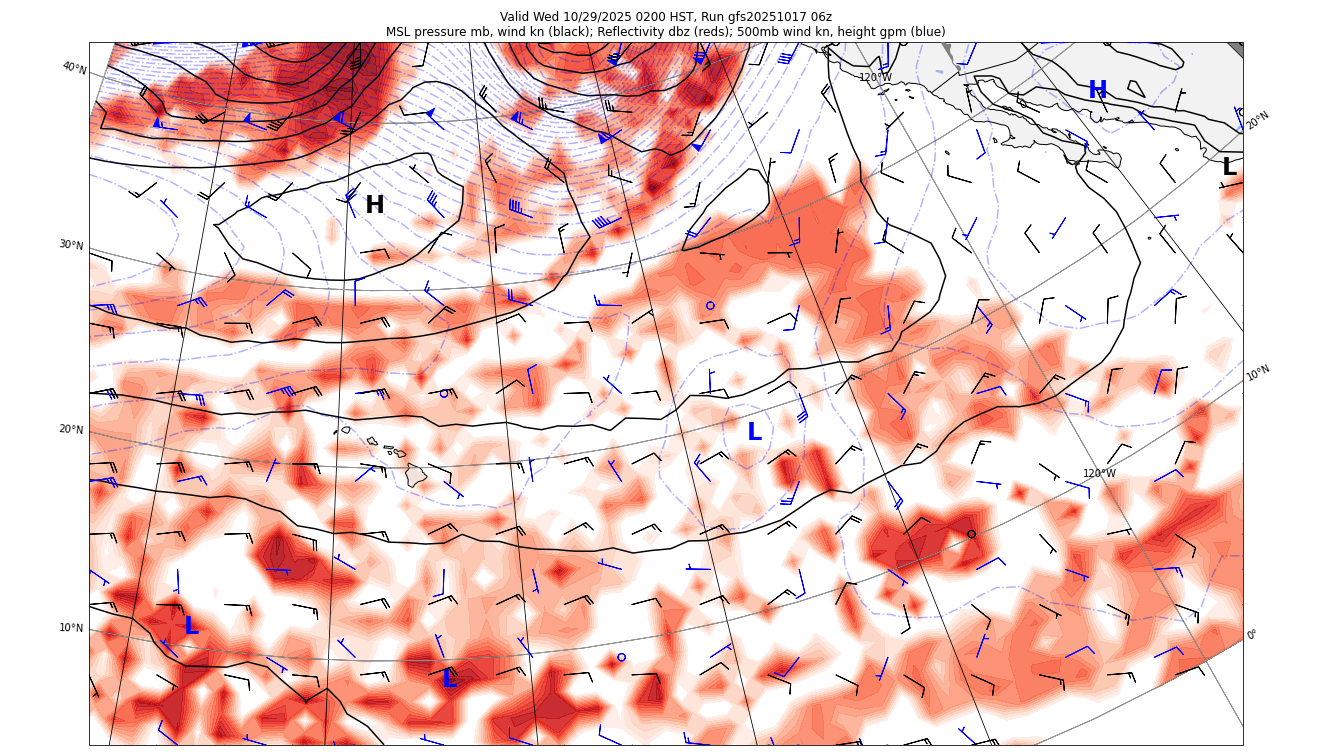 Valid Wed 10/29/2025 0200 HST, Run gfs20251017 06z
MSL pressure mb, wind kn (black); Reflectivity dbz (reds); 500mb wind kn, height gpm (blue)
40°N
120°W
H
20°N
L
H
30°N
10°N
L
20°N
120°W
10°N
L
0°
L